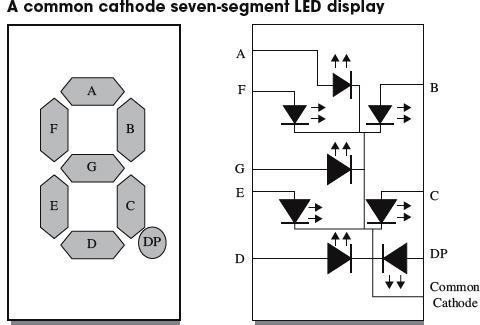 A common cathode seven-segment LED display
A
F
B
G
E
C
D
DP
A
F
B
G
E
C
D
DP
Common
Cathode